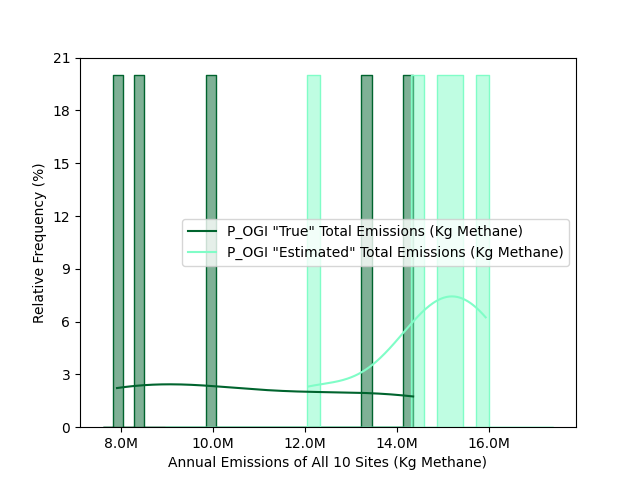 21
18
15
12
9
6
3
0
Relative Frequency (%)
P_OGI "True" Total Emissions (Kg Methane)
P_OGI "Estimated" Total Emissions (Kg Methane)
8.0M 10.0M 12.0M 14.0M 16.0M
Annual Emissions of All 10 Sites (Kg Methane)